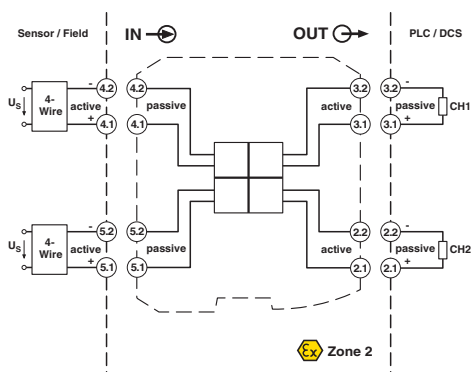 Sensor / Field IN OUT PLC / DCS
4-Wire - 4.2 4.2 3.2 3.2 -
US active passive active passive CH1
+ 4.1 4.1 3.1 3.1 +
4-Wire - 5.2 5.2 2.2 2.2 -
US active passive active passive CH2
+ 5.1 5.1 2.1 2.1 +
Ex Zone 2